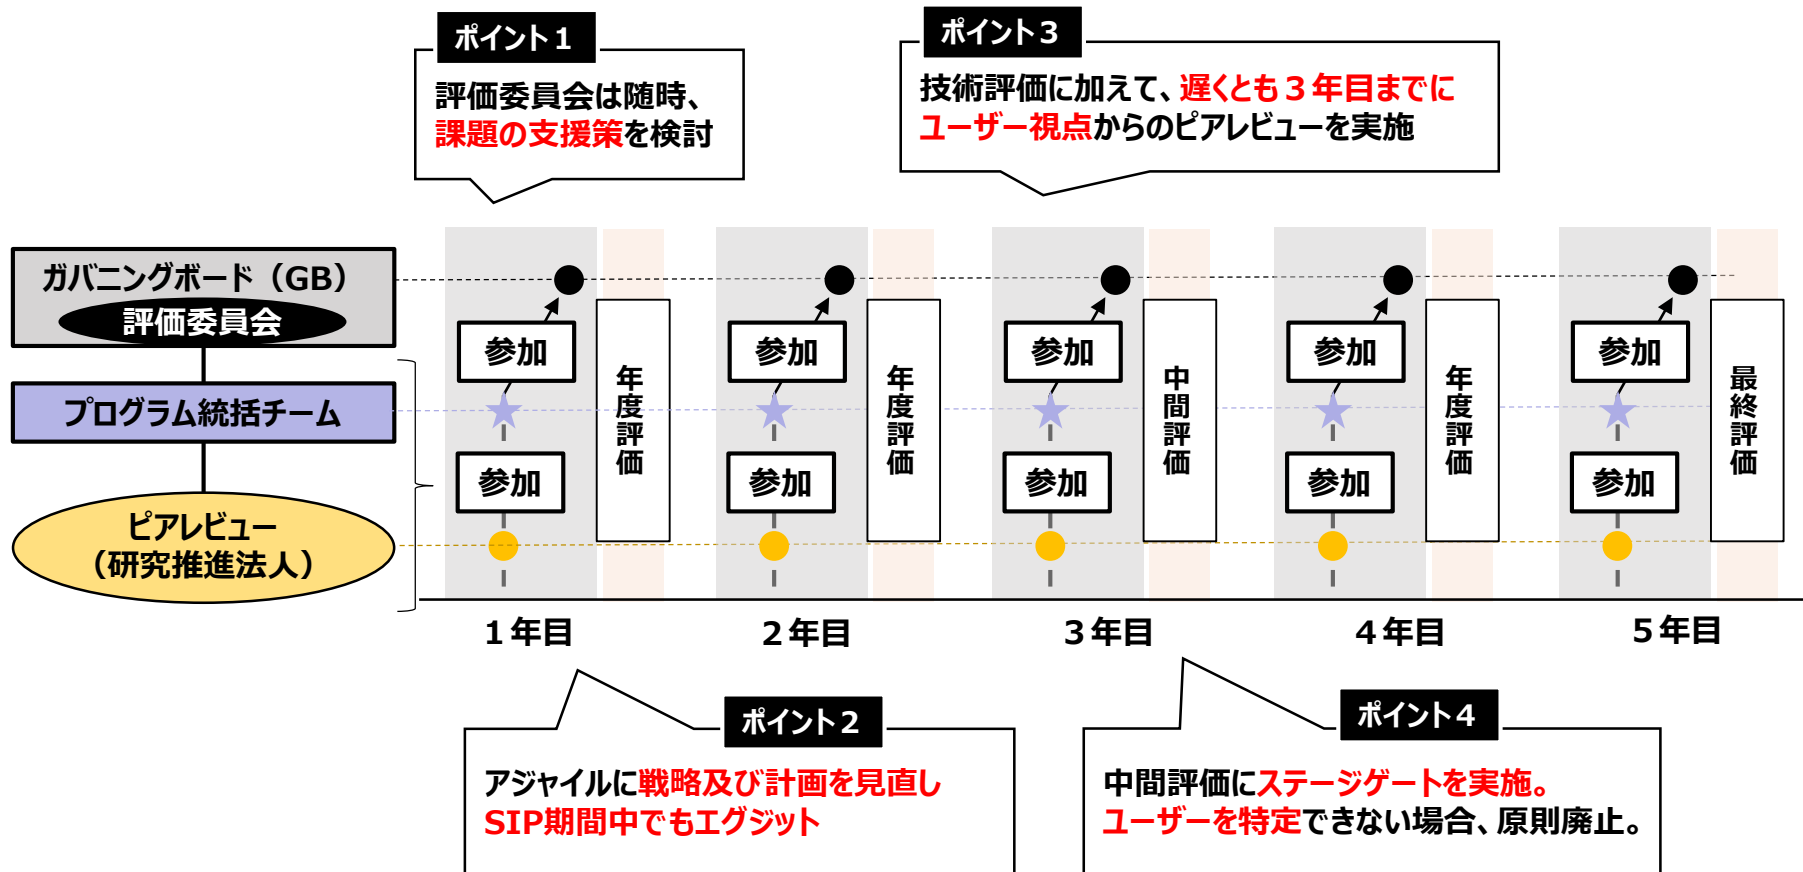 ポイント１
評価委員会は随時、
課題の支援策を検討
ポイント３
技術評価に加えて、遅くとも３年目までに
ユーザー視点からのピアレビューを実施
ガバニングボード（GB）
評価委員会
プログラム統括チーム
ピアレビュー
（研究推進法人）
参加
参加
年度評価
参加
参加
年度評価
参加
参加
中間評価
参加
参加
年度評価
参加
参加
最終評価
１年目
２年目
３年目
４年目
５年目
ポイント２
アジャイルに戦略及び計画を見直し
SIP期間中でもエグジット
ポイント４
中間評価にステージゲートを実施。
ユーザーを特定できない場合、原則廃止。